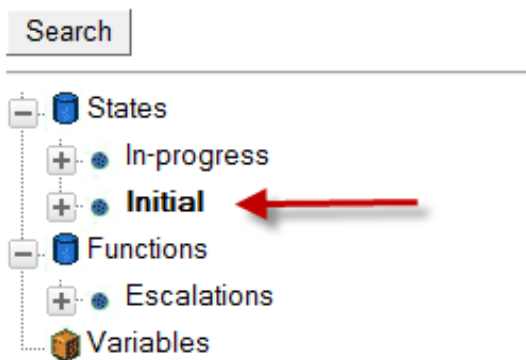 Search
States
In-progress
Initial
Functions
Escalations
Variables